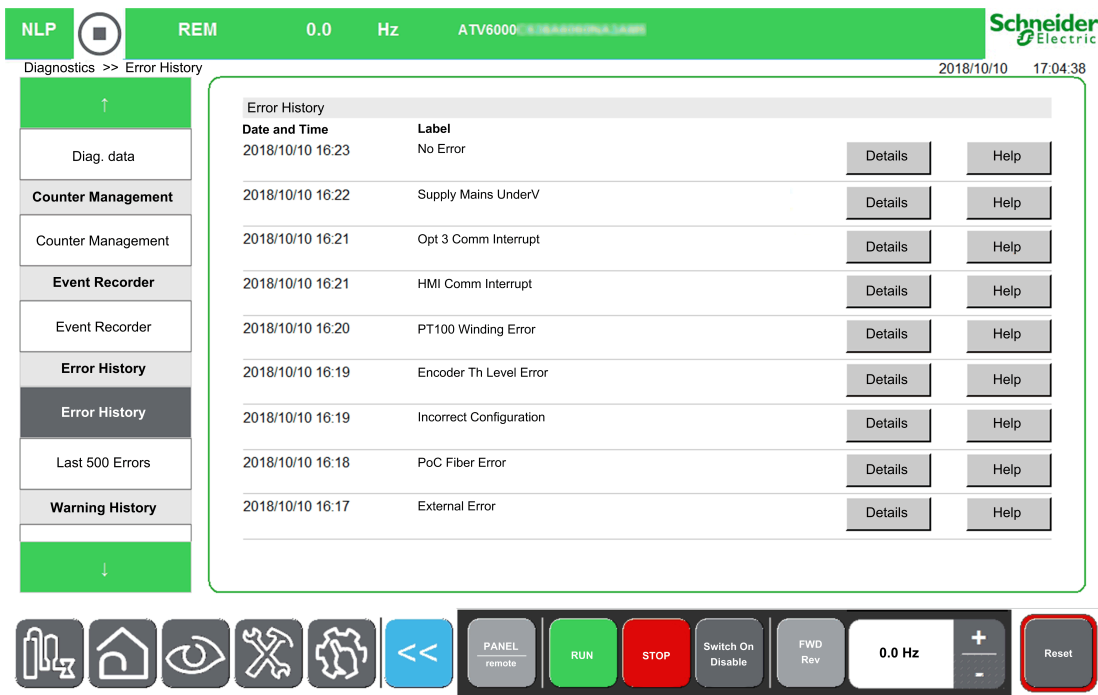 NLP REM 0.0 Hz ATV6000
Schneider
Electric
Diagnostics >> Error History 2018/10/10 17:04:38
↑
Diag. data
Counter Management
Counter Management
Event Recorder
Event Recorder
Error History
Error History
Last 500 Errors
Warning History
↓
Error History
Date and Time Label
2018/10/10 16:23 No Error Details Help
2018/10/10 16:22 Supply Mains UnderV Details Help
2018/10/10 16:21 Opt 3 Comm Interrupt Details Help
2018/10/10 16:21 HMI Comm Interrupt Details Help
2018/10/10 16:20 PT100 Winding Error Details Help
2018/10/10 16:19 Encoder Th Level Error Details Help
2018/10/10 16:19 Incorrect Configuration Details Help
2018/10/10 16:18 PoC Fiber Error Details Help
2018/10/10 16:17 External Error Details Help
<<
PANEL
remote
RUN
STOP
Switch On
Disable
FWD
Rev
0.0 Hz
+
-
Reset